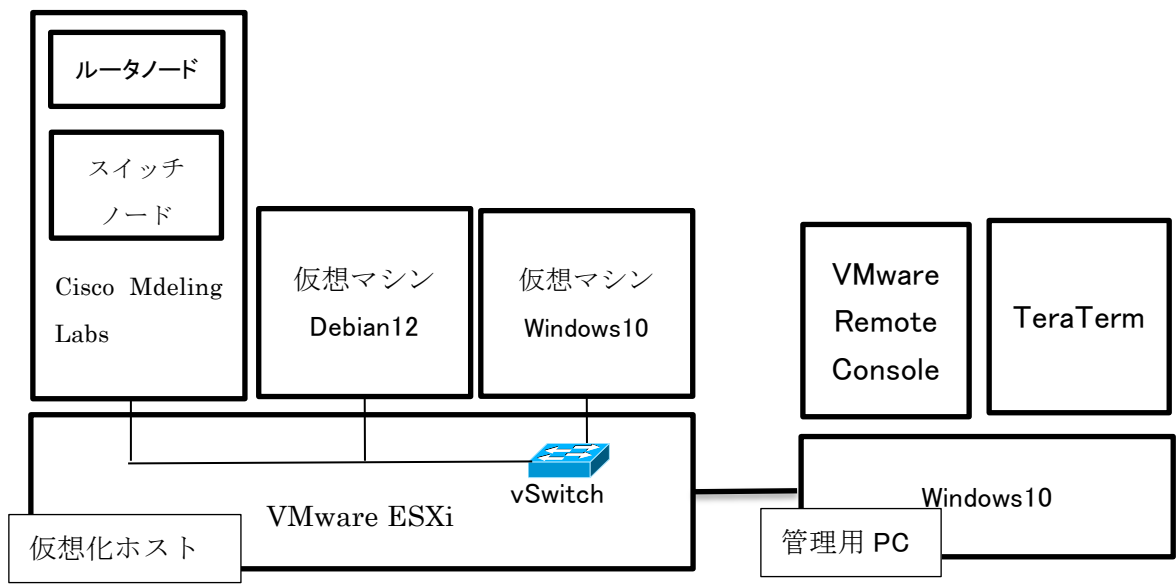 ルータノード
スイッチ
ノード
Cisco Mdeling
Labs
仮想マシン
Debian12
仮想マシン
Windows10
VMware
Remote
Console
TeraTerm
vSwitch
VMware ESXi
仮想化ホスト
Windows10
管理用 PC